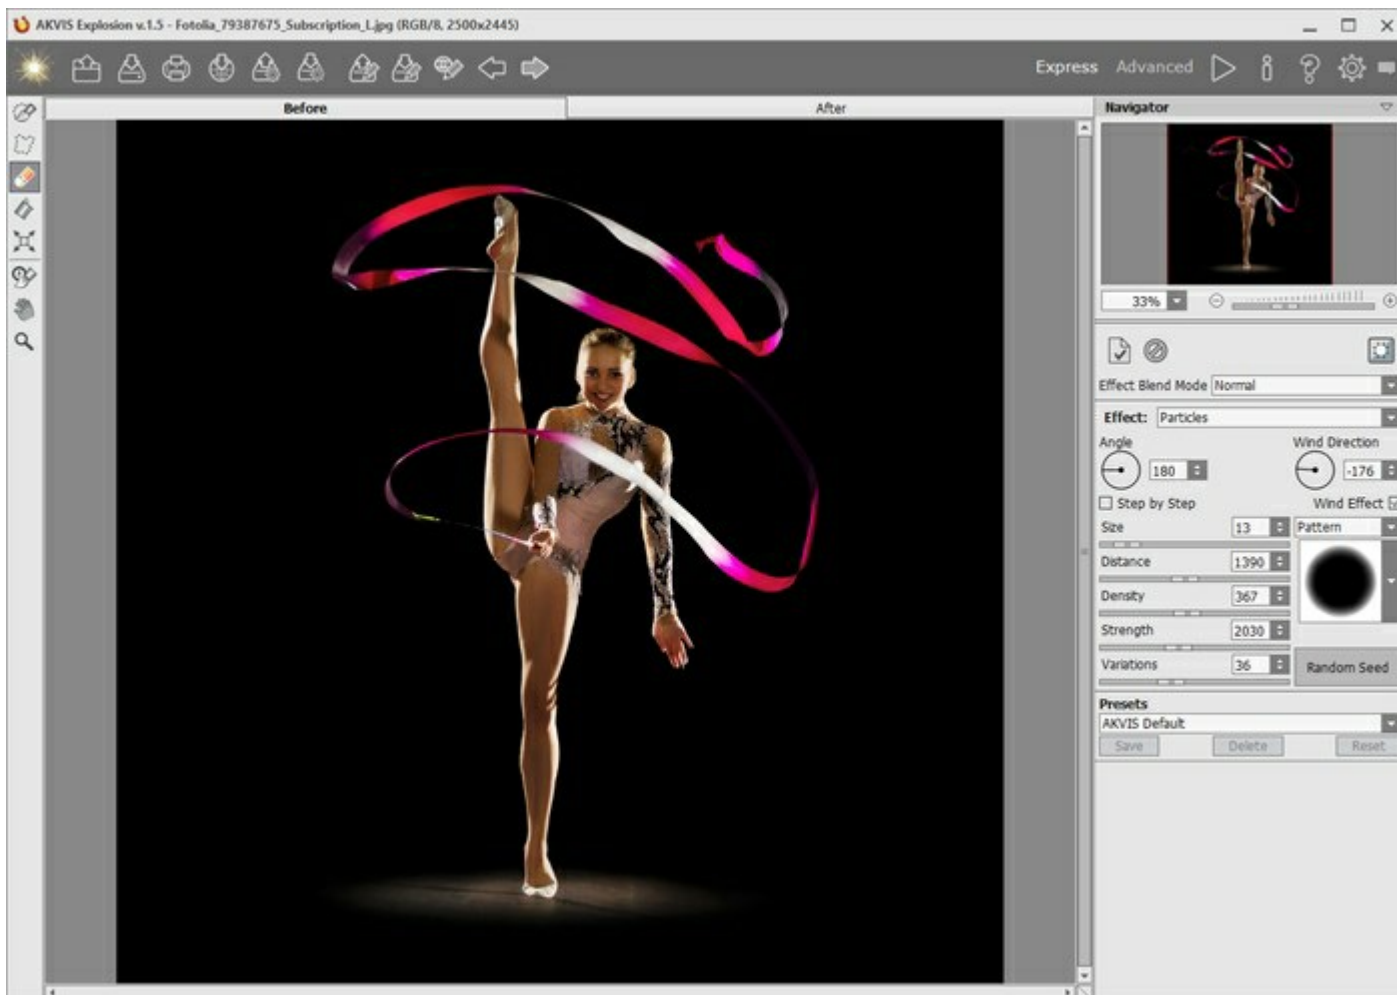 AKVIS Explosion v.1.5 - Fotolia_79387675_Subscription_L.jpg (RGB/8, 2500x2445)
Express Advanced
Before After
Navigator
33%
Effect Blend Mode Normal
Effect: Particles
Angle Wind Direction
180 -176
Step by Step Wind Effect
Size 13 Pattern
Distance 1390
Density 367
Strength 2030
Variations 36 Random Seed
Presets
AKVIS Default
Save Delete Reset